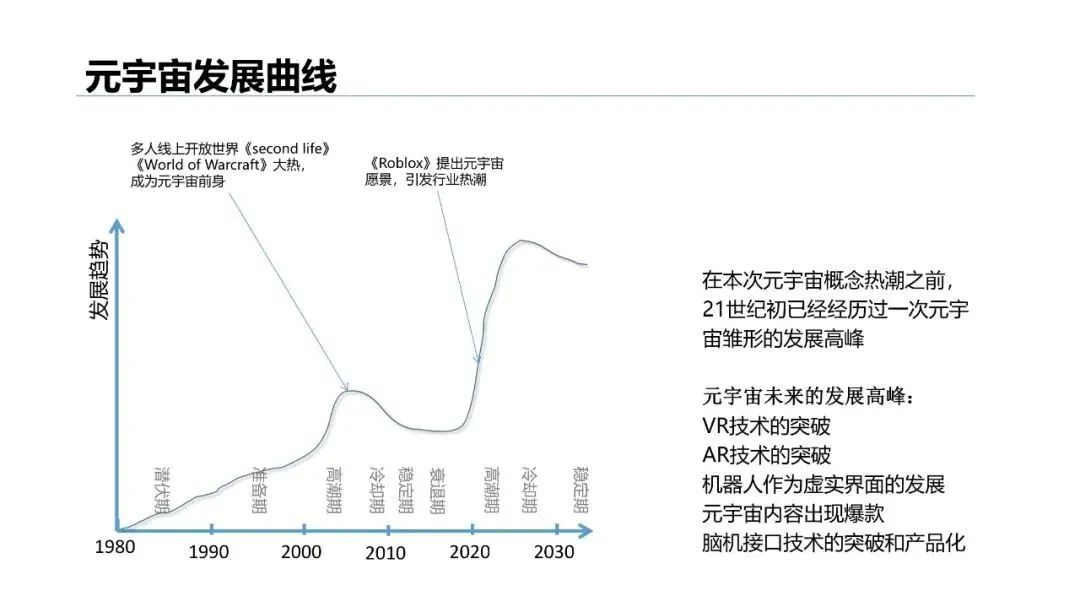 元宇宙发展曲线
多人线上开放世界《second life》
《World of Warcraft》大热，
成为元宇宙前身
《Roblox》提出元宇宙
愿景，引发行业热潮
发展趋势
潜伏期
准备期
高潮期
冷却期
稳定期
衰退期
高潮期
冷却期
稳定期
1980
1990
2000
2010
2020
2030
在本次元宇宙概念热潮之前，
21世纪初已经经历过一次元宇
宙雏形的发展高峰
元宇宙未来的发展高峰：
VR技术的突破
AR技术的突破
机器人作为虚实界面的发展
元宇宙内容出现爆款
脑机接口技术的突破和产品化